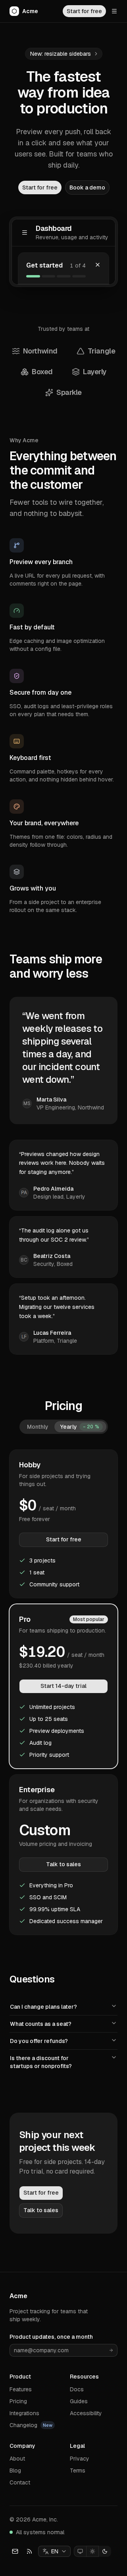 Acme
Start for free
New: resizable sidebars
The fastest
way from idea
to production
Preview every push, roll back
in a click and see what your
users see. Built for teams who
ship daily.
Start for free
Book a demo
Dashboard
Revenue, usage and activity
Get started
1 of 4
Trusted by teams at
Northwind
Triangle
Boxed
Layerly
Sparkle
Why Acme
Everything between
the commit and
the customer
Fewer tools to wire together,
and nothing to babysit.
Preview every branch
A live URL for every pull request, with
comments right on the page.
Fast by default
Edge caching and image optimization
without a config file.
Secure from day one
SSO, audit logs and least-privilege roles
on every plan that needs them.
Keyboard first
Command palette, hotkeys for every
action, and nothing hidden behind hover.
Your brand, everywhere
Themes from one file: colors, radius and
density follow through.
Grows with you
From a side project to an enterprise
rollout on the same stack.
Teams ship more
and worry less
“We went from
weekly releases to
shipping several
times a day, and
our incident count
went down.”
MS
Marta Silva
VP Engineering, Northwind
“Previews changed how design
reviews work here. Nobody waits
for staging anymore.”
PA
Pedro Almeida
Design lead, Layerly
“The audit log alone got us
through our SOC 2 review.”
BC
Beatriz Costa
Security, Boxed
“Setup took an afternoon.
Migrating our twelve services
took a week.”
LF
Lucas Ferreira
Platform, Triangle
Pricing
Monthly
Yearly
− 20 %
Hobby
For side projects and trying
things out.
$0 / seat / month
Free forever
Start for free
3 projects
1 seat
Community support
Pro
Most popular
For teams shipping to production.
$19.20 / seat / month
$230.40 billed yearly
Start 14-day trial
Unlimited projects
Up to 25 seats
Preview deployments
Audit log
Priority support
Enterprise
For organizations with security
and scale needs.
Custom
Volume pricing and invoicing
Talk to sales
Everything in Pro
SSO and SCIM
99.99% uptime SLA
Dedicated success manager
Questions
Can I change plans later?
What counts as a seat?
Do you offer refunds?
Is there a discount for
startups or nonprofits?
Ship your next
project this week
Free for side projects. 14-day
Pro trial, no card required.
Start for free
Talk to sales
Acme
Project tracking for teams that
ship weekly.
Product updates, once a month
name@company.com
Product
Resources
Features
Docs
Pricing
Guides
Integrations
Accessibility
Changelog
New
Company
Legal
About
Privacy
Blog
Terms
Contact
© 2026 Acme, Inc.
All systems normal
EN